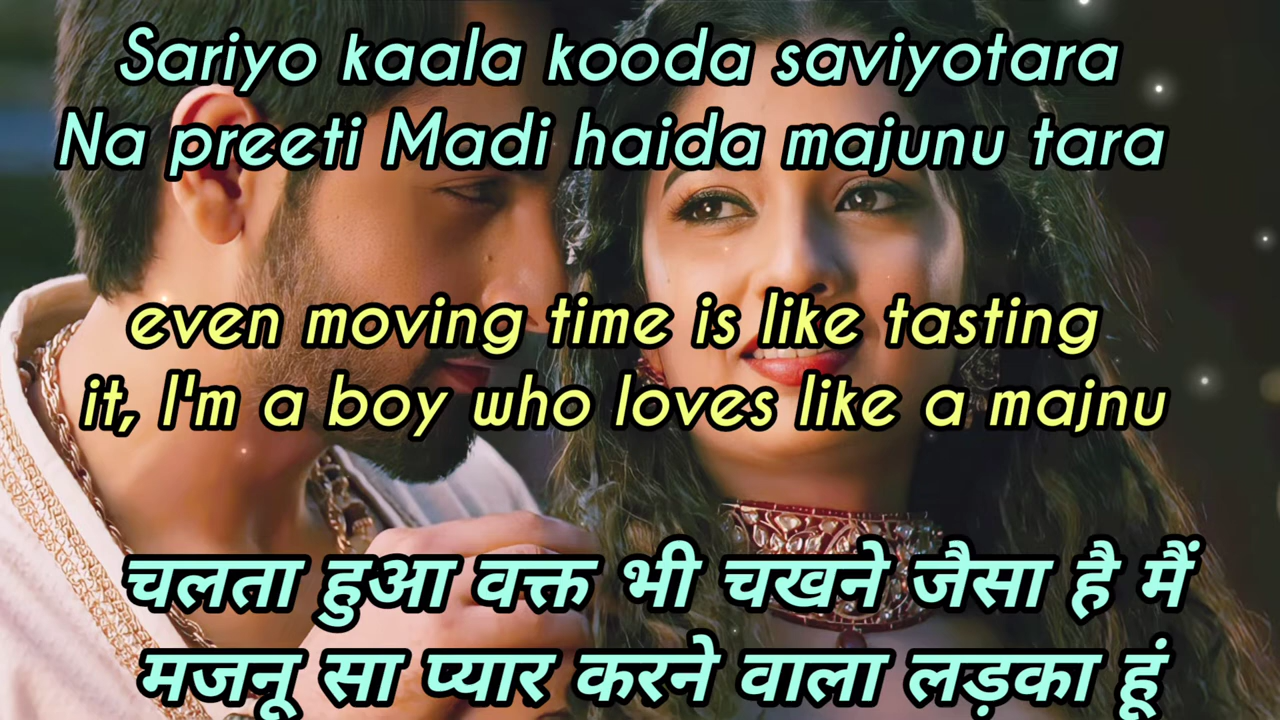 Sariyo kaala kooda saviyotara
Na preeti Madi haida majunu tara
even moving time is like tasting
it, I'm a boy who loves like a majnu
चलता हुआ वक्त भी चखने जैसा है मैं
मजनू सा प्यार करने वाला लड़का हूं